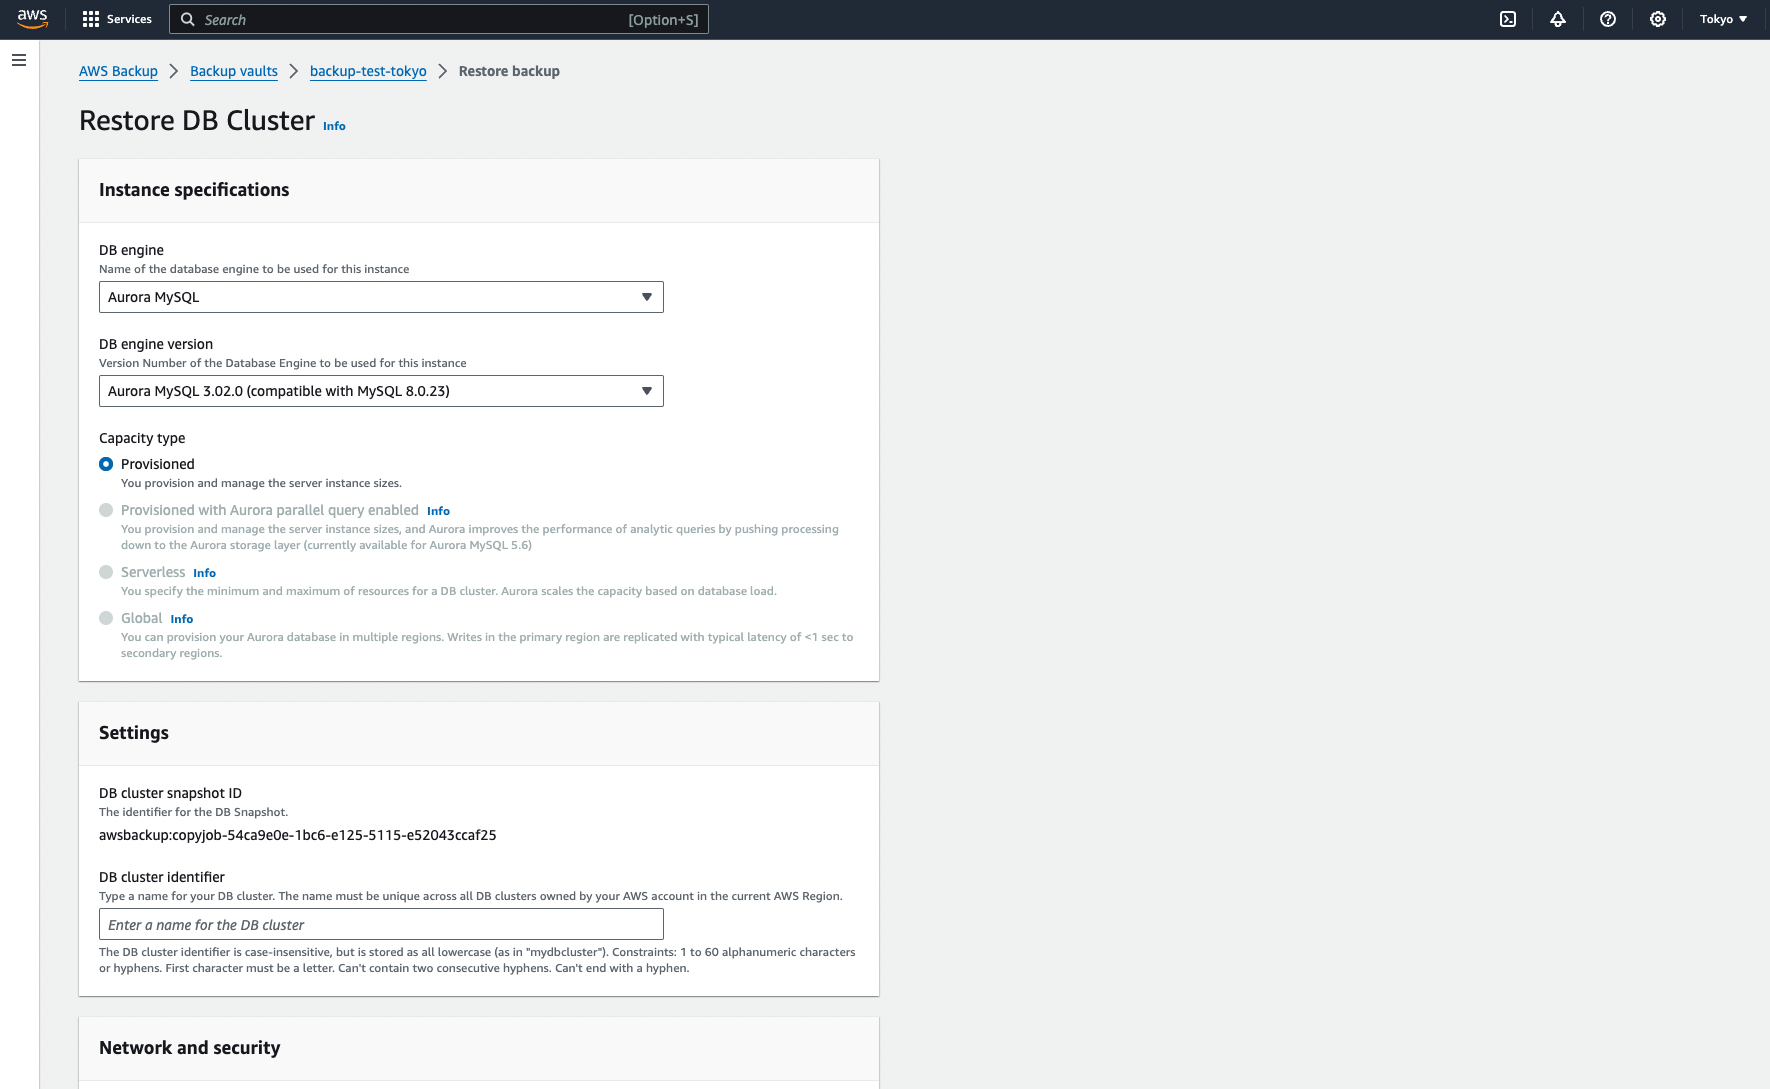 aws
Services
Search
[Option+S]
Tokyo
AWS Backup
Backup vaults
backup-test-tokyo
Restore backup
Restore DB Cluster Info
Instance specifications
DB engine
Name of the database engine to be used for this instance
Aurora MySQL
DB engine version
Version Number of the Database Engine to be used for this instance
Aurora MySQL 3.02.0 (compatible with MySQL 8.0.23)
Capacity type
Provisioned
You provision and manage the server instance sizes.
Provisioned with Aurora parallel query enabled Info
You provision and manage the server instance sizes, and Aurora improves the performance of analytic queries by pushing processing
down to the Aurora storage layer (currently available for Aurora MySQL 5.6)
Serverless Info
You specify the minimum and maximum of resources for a DB cluster. Aurora scales the capacity based on database load.
Global Info
You can provision your Aurora database in multiple regions. Writes in the primary region are replicated with typical latency of <1 sec to
secondary regions.
Settings
DB cluster snapshot ID
The identifier for the DB Snapshot.
awsbackup:copyjob-54ca9e0e-1bc6-e125-5115-e52043ccaf25
DB cluster identifier
Type a name for your DB cluster. The name must be unique across all DB clusters owned by your AWS account in the current AWS Region.
Enter a name for the DB cluster
The DB cluster identifier is case-insensitive, but is stored as all lowercase (as in "mydbcluster"). Constraints: 1 to 60 alphanumeric characters
or hyphens. First character must be a letter. Can't contain two consecutive hyphens. Can't end with a hyphen.
Network and security